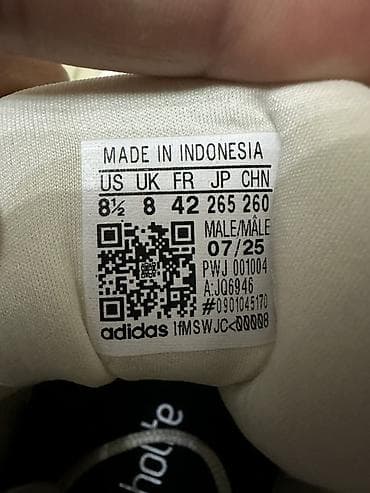 MADE IN INDONESIA
US UK FR JP CHN
8½ 8 42 265 260
MALE/MÂLE
07/25
PWJ 001004
A:JQ6946
#0901045170
adidas 1fMSWJC<00008
holite